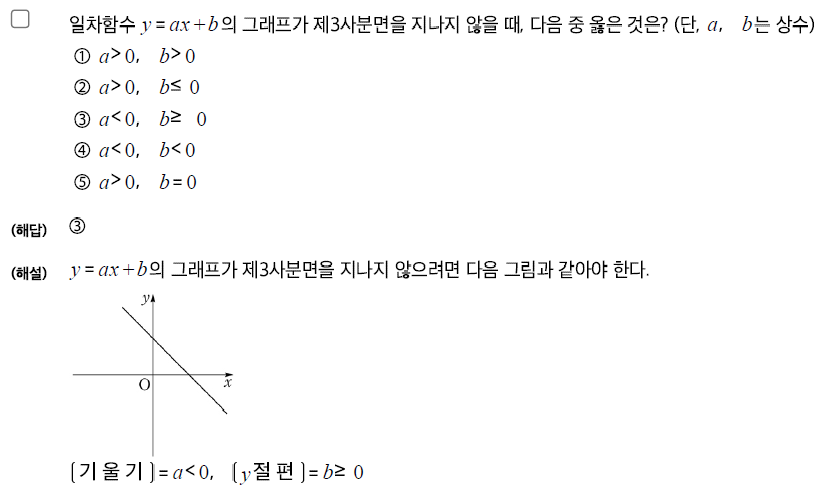 일차함수 y=ax+b의 그래프가 제3사분면을 지나지 않을 때, 다음 중 옳은 것은? (단, a, b는 상수)
① a>0, b>0
② a>0, b≤ 0
③ a<0, b≥ 0
④ a<0, b<0
⑤ a>0, b=0
(해답) ③
(해설) y=ax+b의 그래프가 제3사분면을 지나지 않으려면 다음 그림과 같아야 한다.
y
O x
(기울기)=a<0, (y절편)=b≥ 0